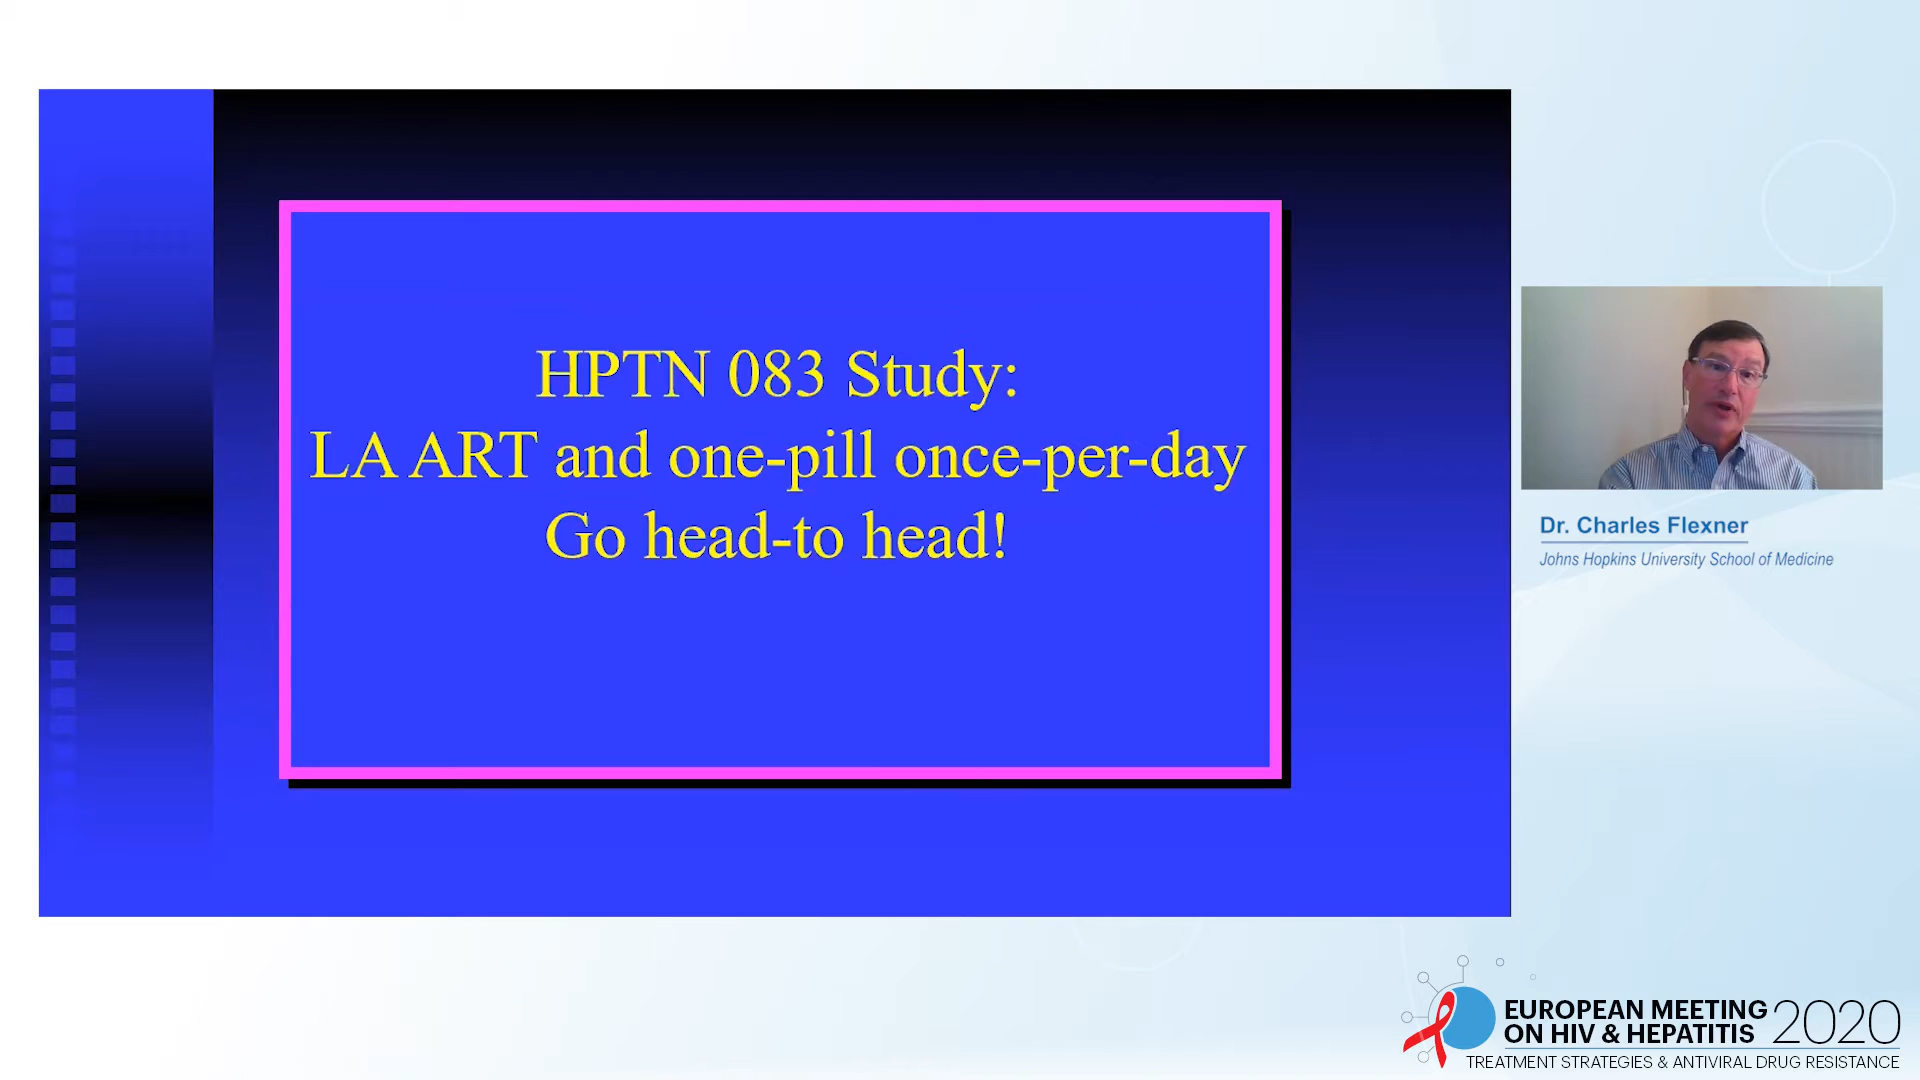 HPTN 083 Study:
LA ART and one-pill once-per-day
Go head-to head!
Dr. Charles Flexner
Johns Hopkins University School of Medicine
EUROPEAN MEETING
ON HIV & HEPATITIS 2020
TREATMENT STRATEGIES & ANTIVIRAL DRUG RESISTANCE